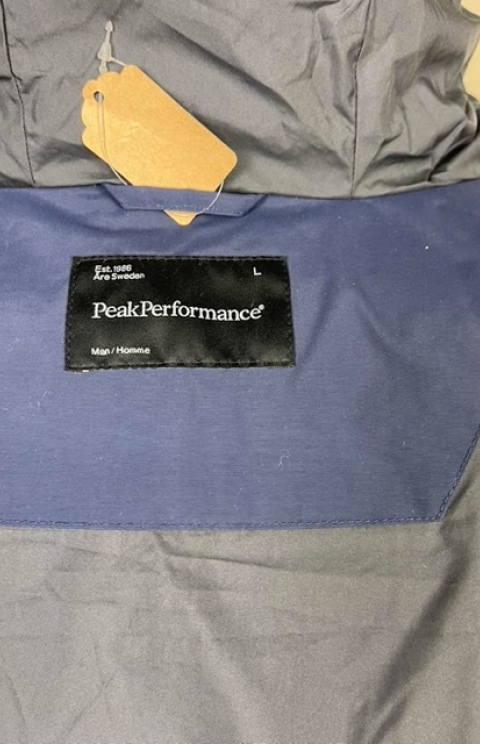 Est. 1986
Åre Sweden
L
PeakPerformance®
Man / Homme